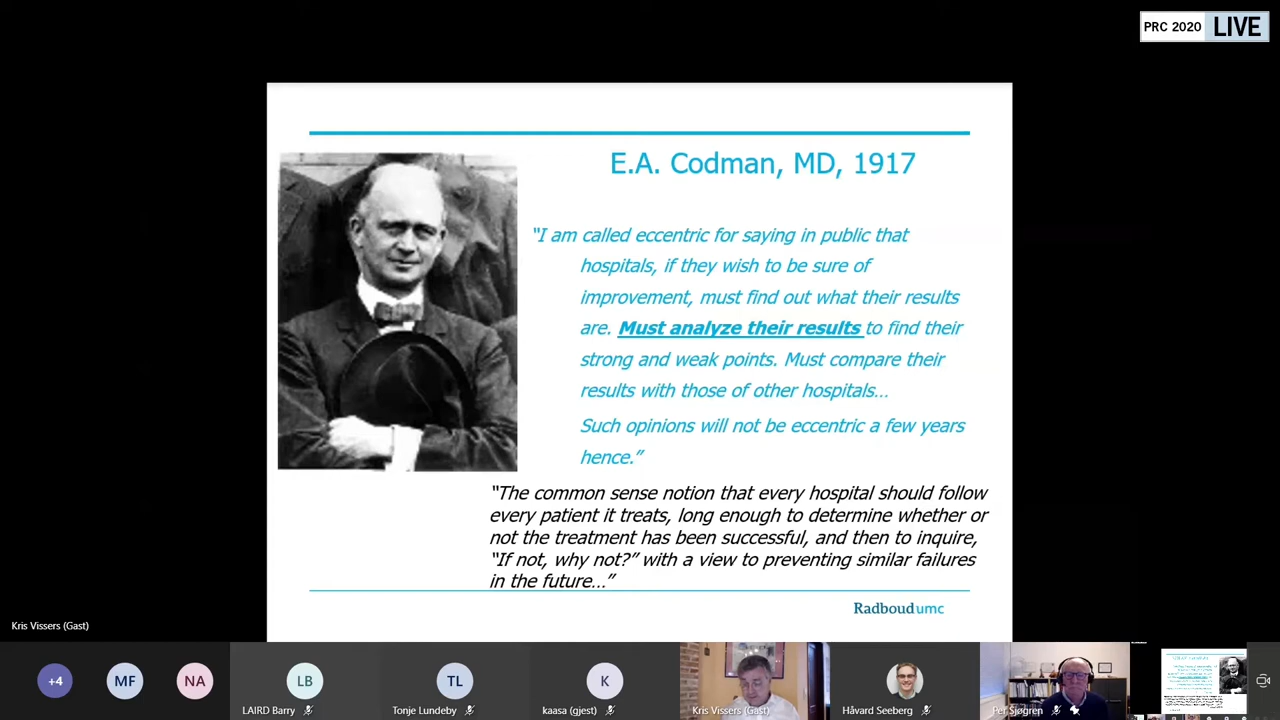 PRC 2020 LIVE
E.A. Codman, MD, 1917
“I am called eccentric for saying in public that
hospitals, if they wish to be sure of
improvement, must find out what their results
are. Must analyze their results to find their
strong and weak points. Must compare their
results with those of other hospitals…
Such opinions will not be eccentric a few years
hence.”
“The common sense notion that every hospital should follow
every patient it treats, long enough to determine whether or
not the treatment has been successful, and then to inquire,
“If not, why not?” with a view to preventing similar failures
in the future…”
Radboudumc
Kris Vissers (Gast)
+4
MF
NA
LB
TL
K
LAIRD Barry
Tonje Lundeby
kaasa (gjest)
Kris Vissers (Gast)
Håvard Seeberg
Per Sjøgren